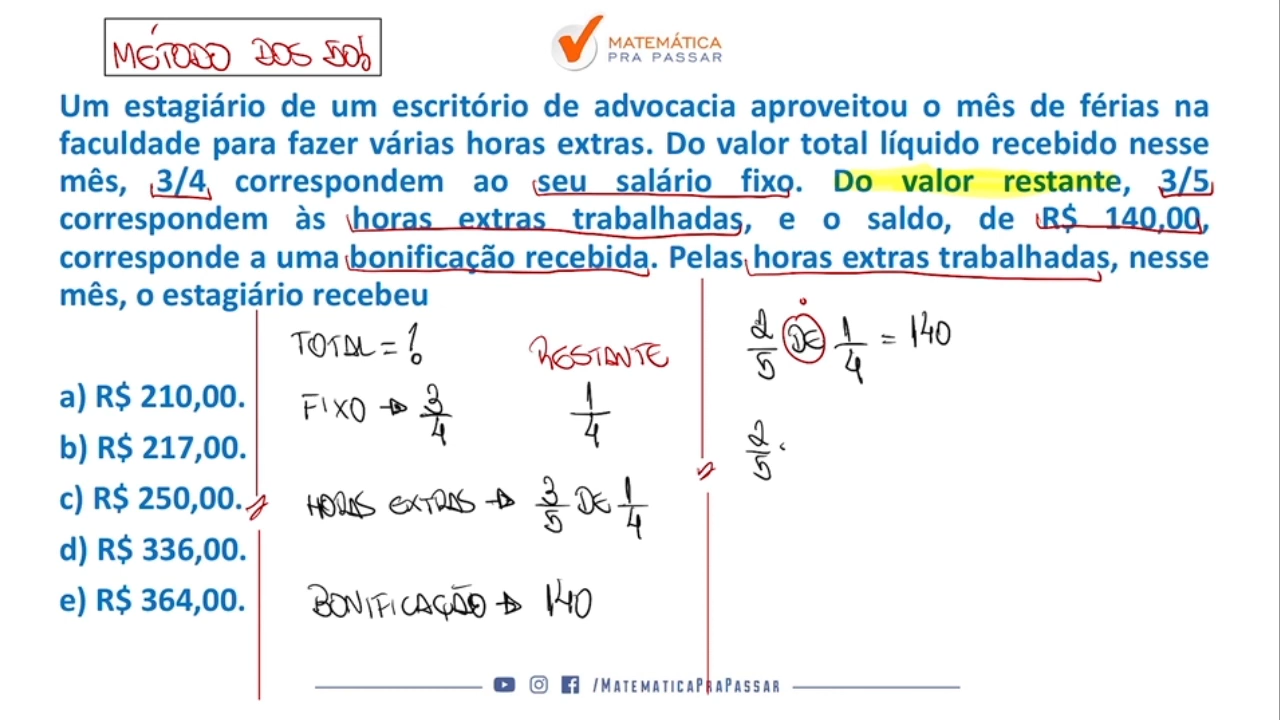 MÉTODO DOS 50%
MATEMÁTICA
PRA PASSAR
Um estagiário de um escritório de advocacia aproveitou o mês de férias na
faculdade para fazer várias horas extras. Do valor total líquido recebido nesse
mês, 3/4 correspondem ao seu salário fixo. Do valor restante, 3/5
correspondem às horas extras trabalhadas, e o saldo, de R$ 140,00,
corresponde a uma bonificação recebida. Pelas horas extras trabalhadas, nesse
mês, o estagiário recebeu
a) R$ 210,00.
b) R$ 217,00.
c) R$ 250,00.
d) R$ 336,00.
e) R$ 364,00.
TOTAL = ?
RESTANTE
FIXO → 3/4
1/4
HORAS EXTRAS → 3/5 DE 1/4
BONIFICAÇÃO → 140
2/5 DE 1/4 = 140
2/5 ·
/MATEMATICAPRAPASSAR